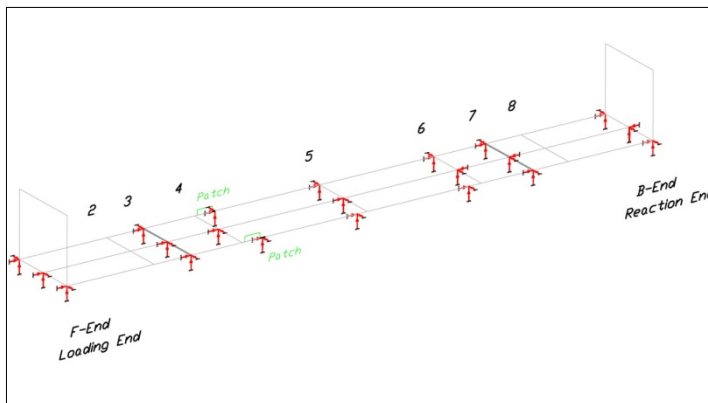 8
7
6
5
4
3
2
Patch
Patch
B-End
Reaction End
F-End
Loading End